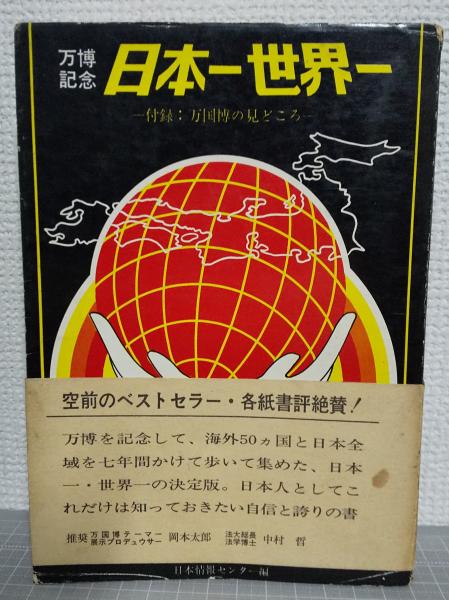 万博
記念
日本一世界一
—付録：万国博の見どころ—
空前のベストセラー・各紙書評絶賛！
万博を記念して、海外50ヵ国と日本全
域を七年間かけて歩いて集めた、日本
一・世界一の決定版。日本人としてこ
れだけは知っておきたい自信と誇りの書
推奨 万国博テーマー 岡本太郎 法大総長 中村 哲
展示プロデュウサー 法学博士
日本情報センター編